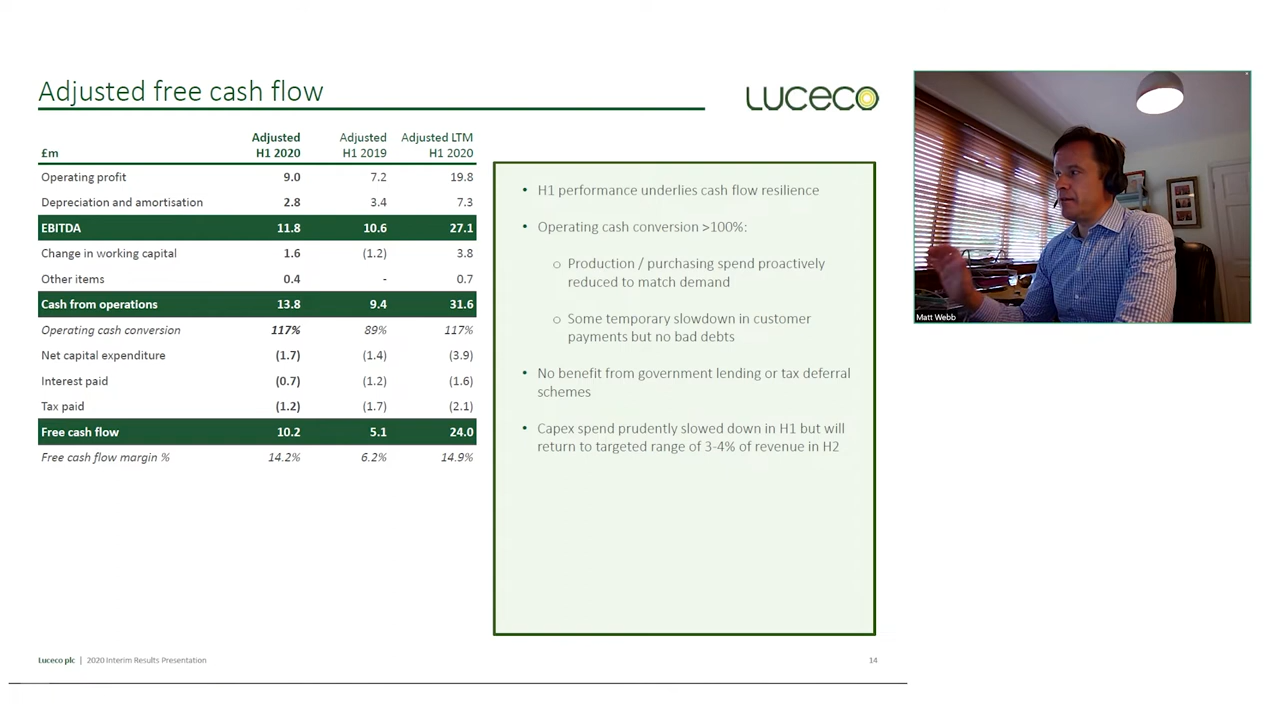 Adjusted free cash flow
LUCECO
£m Adjusted H1 2020 Adjusted H1 2019 Adjusted LTM H1 2020
Operating profit 9.0 7.2 19.8
Depreciation and amortisation 2.8 3.4 7.3
EBITDA 11.8 10.6 27.1
Change in working capital 1.6 (1.2) 3.8
Other items 0.4 - 0.7
Cash from operations 13.8 9.4 31.6
Operating cash conversion 117% 89% 117%
Net capital expenditure (1.7) (1.4) (3.9)
Interest paid (0.7) (1.2) (1.6)
Tax paid (1.2) (1.7) (2.1)
Free cash flow 10.2 5.1 24.0
Free cash flow margin % 14.2% 6.2% 14.9%
• H1 performance underlies cash flow resilience
• Operating cash conversion >100%:
o Production / purchasing spend proactively
reduced to match demand
o Some temporary slowdown in customer
payments but no bad debts
• No benefit from government lending or tax deferral
schemes
• Capex spend prudently slowed down in H1 but will
return to targeted range of 3-4% of revenue in H2
Matt Webb
Luceco plc | 2020 Interim Results Presentation
14